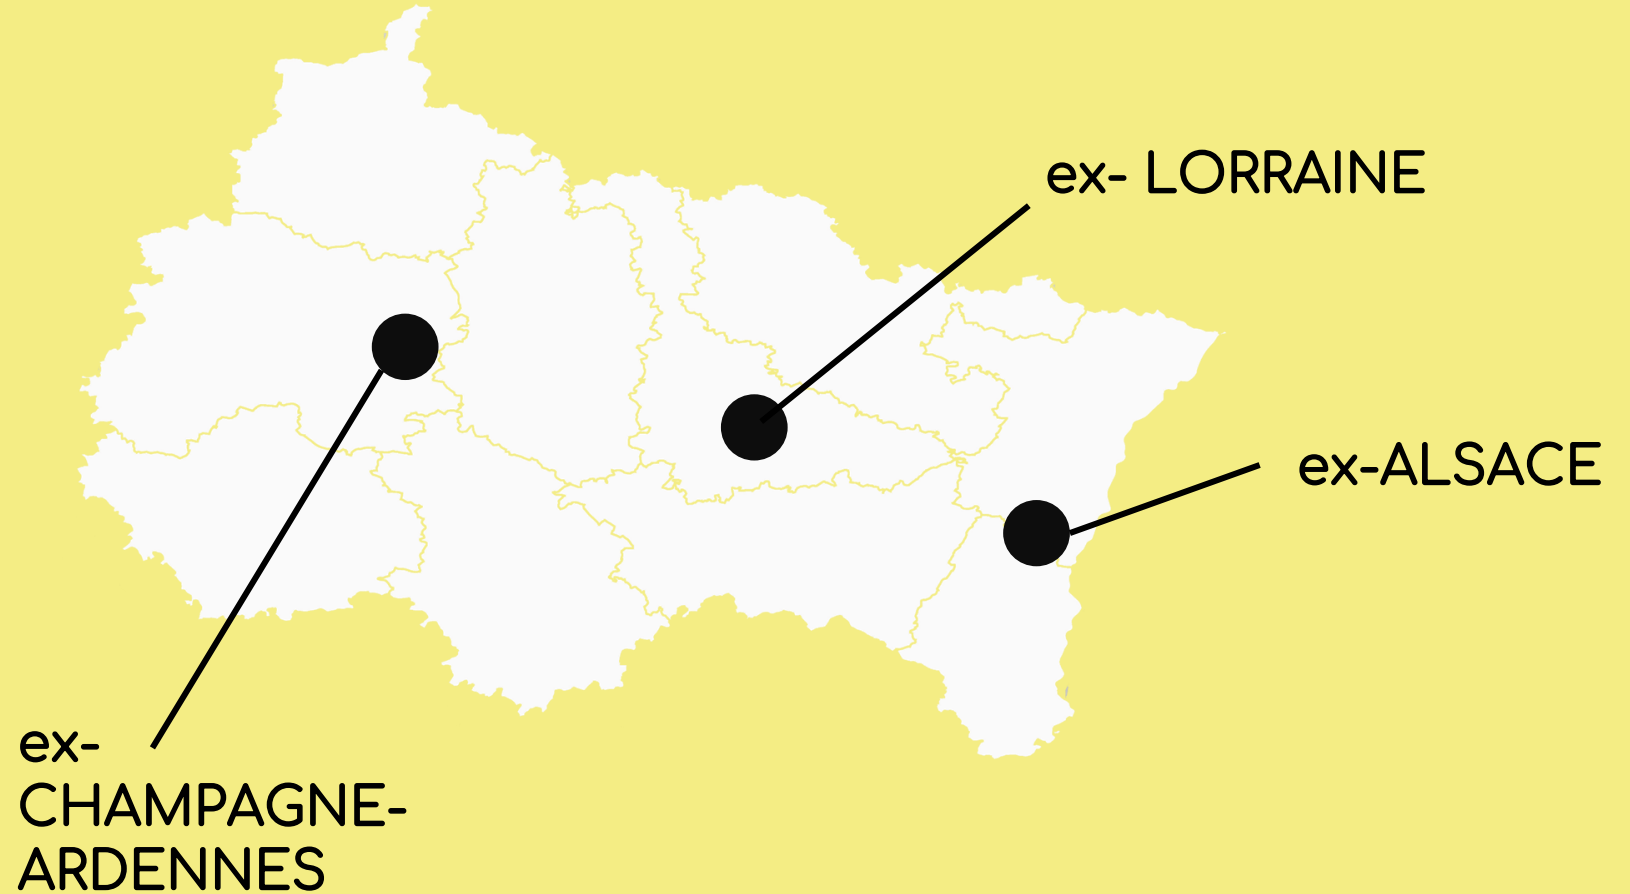 ex- LORRAINE
ex-ALSACE
ex-
CHAMPAGNE-
ARDENNES